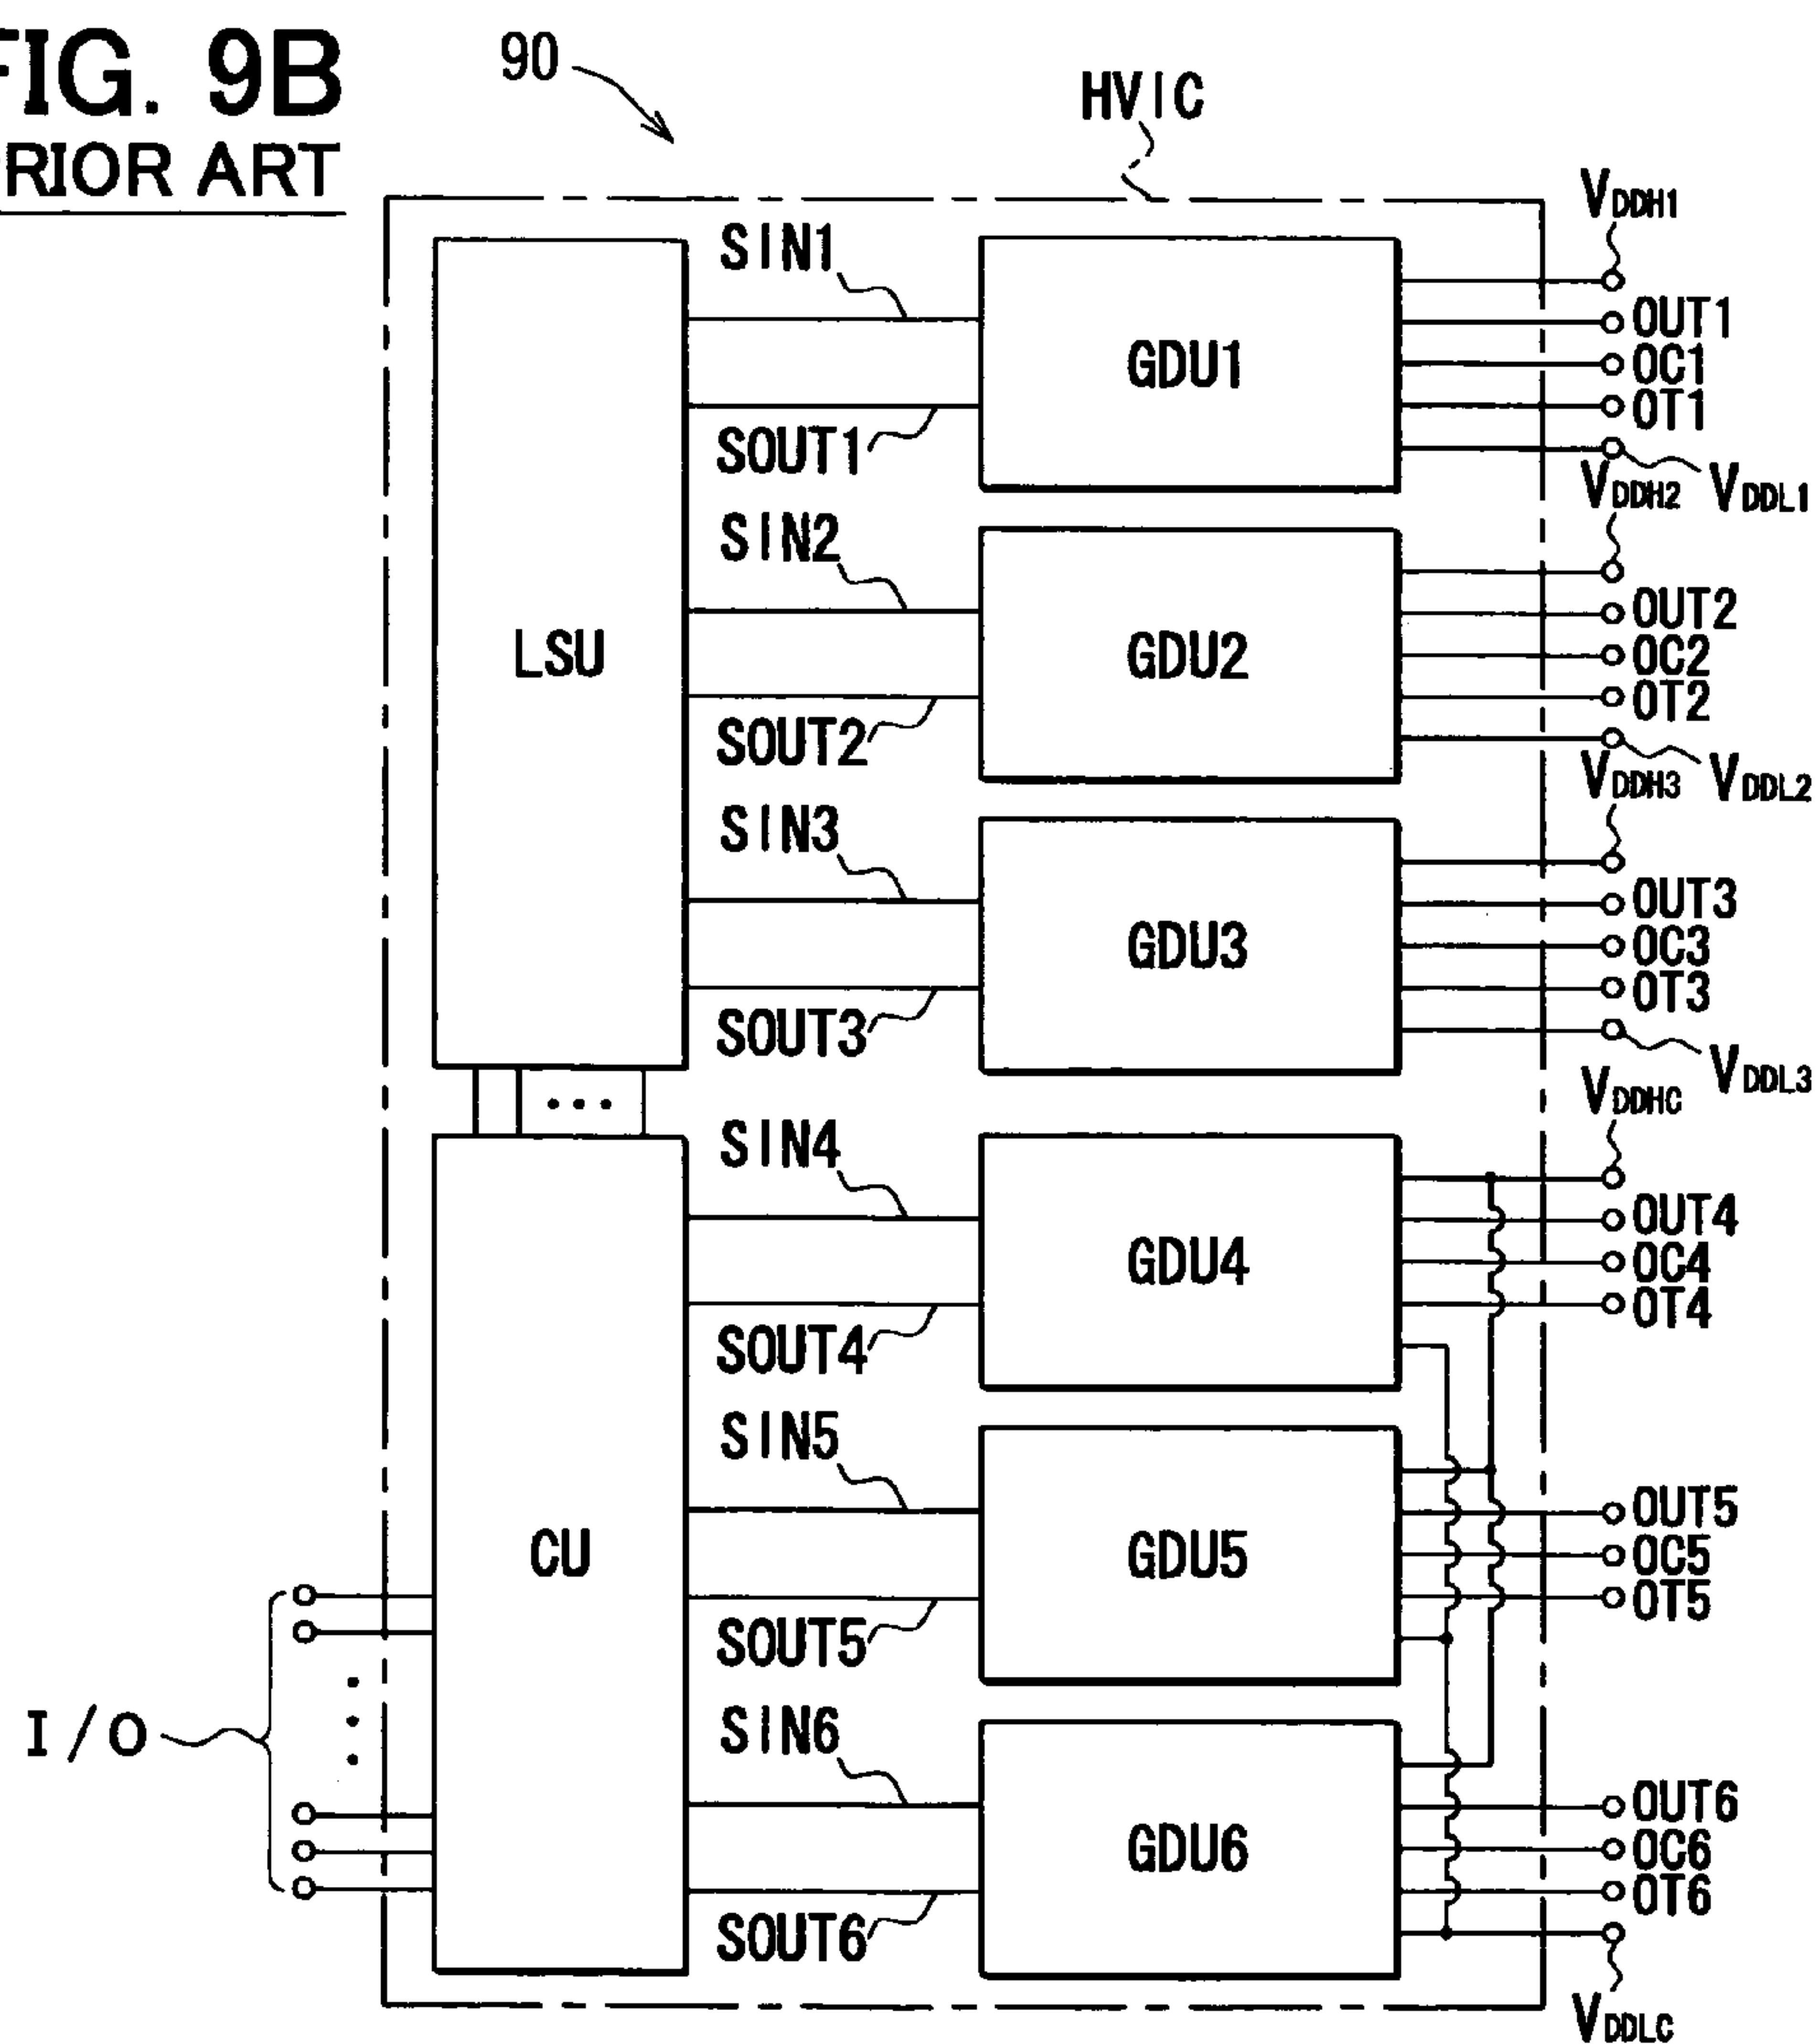 FIG. 9B
PRIOR ART
90
HVIC
VDDH1
SIN1
OUT1
GDU1
OC1
OT1
SOUT1
VDDL1
VDDH2
SIN2
OUT2
LSU
GDU2
OC2
OT2
SOUT2
VDDL2
VDDH3
SIN3
OUT3
GDU3
OC3
OT3
SOUT3
VDDL3
VDDHC
...
SIN4
OUT4
GDU4
OC4
OT4
SOUT4
SIN5
OUT5
CU
GDU5
OC5
OT5
SOUT5
I/O
SIN6
OUT6
GDU6
OC6
OT6
SOUT6
VDDLC